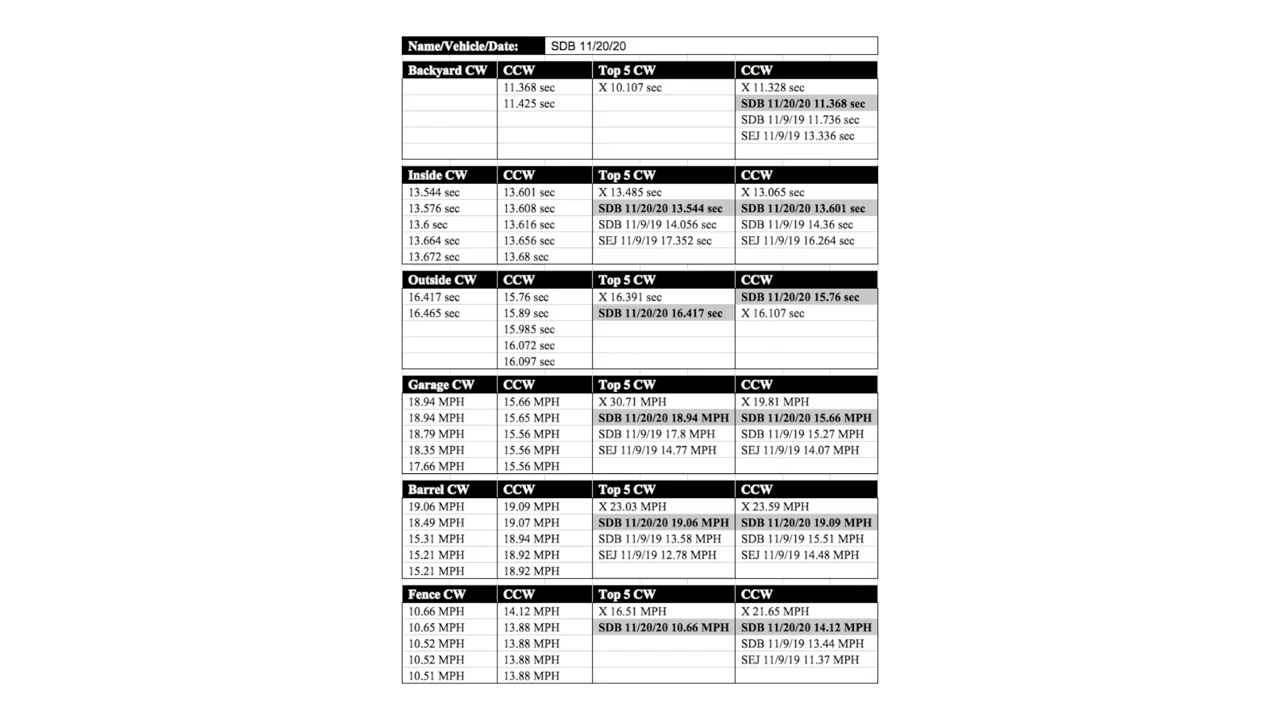 Name/Vehicle/Date: SDB 11/20/20
Backyard CW CCW Top 5 CW CCW
11.368 sec X 10.107 sec X 11.328 sec
11.425 sec SDB 11/20/20 11.368 sec
SDB 11/9/19 11.736 sec
SEJ 11/9/19 13.336 sec
Inside CW CCW Top 5 CW CCW
13.544 sec 13.601 sec X 13.485 sec X 13.065 sec
13.576 sec 13.608 sec SDB 11/20/20 13.544 sec SDB 11/20/20 13.601 sec
13.6 sec 13.616 sec SDB 11/9/19 14.056 sec SDB 11/9/19 14.36 sec
13.664 sec 13.656 sec SEJ 11/9/19 17.352 sec SEJ 11/9/19 16.264 sec
13.672 sec 13.68 sec
Outside CW CCW Top 5 CW CCW
16.417 sec 15.76 sec X 16.391 sec SDB 11/20/20 15.76 sec
16.465 sec 15.89 sec SDB 11/20/20 16.417 sec X 16.107 sec
15.985 sec
16.072 sec
16.097 sec
Garage CW CCW Top 5 CW CCW
18.94 MPH 15.66 MPH X 30.71 MPH X 19.81 MPH
18.94 MPH 15.65 MPH SDB 11/20/20 18.94 MPH SDB 11/20/20 15.66 MPH
18.79 MPH 15.56 MPH SDB 11/9/19 17.8 MPH SDB 11/9/19 15.27 MPH
18.35 MPH 15.56 MPH SEJ 11/9/19 14.77 MPH SEJ 11/9/19 14.07 MPH
17.66 MPH 15.56 MPH
Barrel CW CCW Top 5 CW CCW
19.06 MPH 19.09 MPH X 23.03 MPH X 23.59 MPH
18.49 MPH 19.07 MPH SDB 11/20/20 19.06 MPH SDB 11/20/20 19.09 MPH
15.31 MPH 18.94 MPH SDB 11/9/19 13.58 MPH SDB 11/9/19 15.51 MPH
15.21 MPH 18.92 MPH SEJ 11/9/19 12.78 MPH SEJ 11/9/19 14.48 MPH
15.21 MPH 18.92 MPH
Fence CW CCW Top 5 CW CCW
10.66 MPH 14.12 MPH X 16.51 MPH X 21.65 MPH
10.65 MPH 13.88 MPH SDB 11/20/20 10.66 MPH SDB 11/20/20 14.12 MPH
10.52 MPH 13.88 MPH SDB 11/9/19 13.44 MPH
10.52 MPH 13.88 MPH SEJ 11/9/19 11.37 MPH
10.51 MPH 13.88 MPH